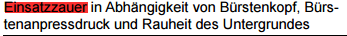 Einsatzzauer in Abhängigkeit von Bürstenkopf, Bürs-
tenanpressdruck und Rauheit des Untergrundes